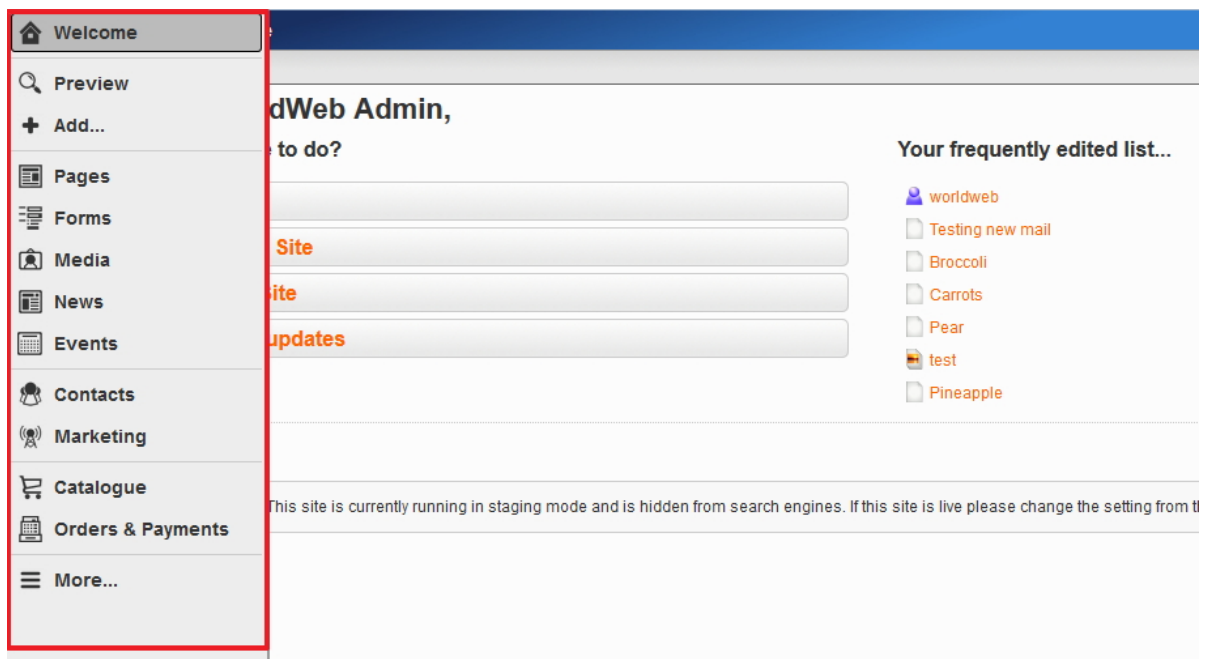 Welcome
Preview
Add...
Pages
Forms
Media
News
Events
Contacts
Marketing
Catalogue
Orders & Payments
More...
e
dWeb Admin,
to do?
Site
ite
updates
Your frequently edited list...
worldweb
Testing new mail
Broccoli
Carrots
Pear
test
Pineapple
This site is currently running in staging mode and is hidden from search engines. If this site is live please change the setting from